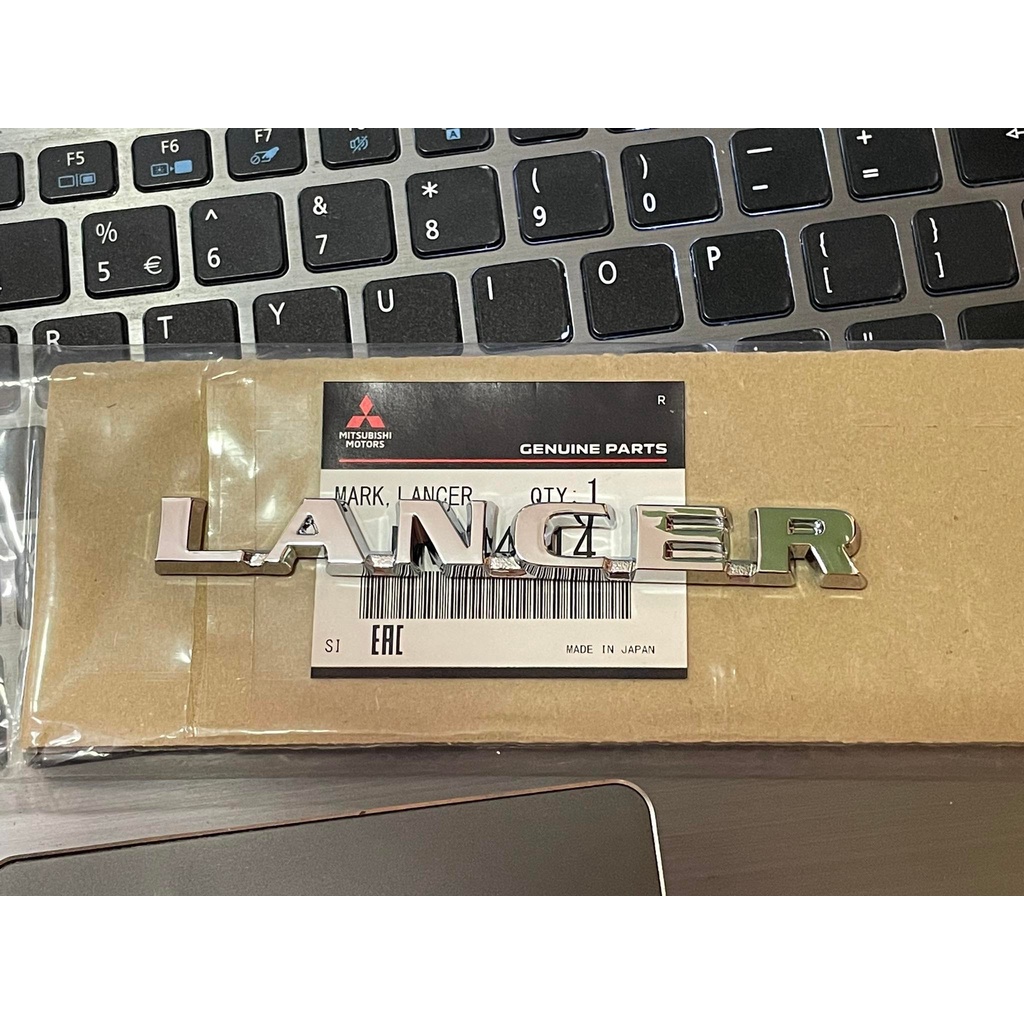 F5 F6 F7
% 5 € ^ 6 & 7 * 8 ( 9 ) 0 — - + =
R T Y U I O P { [ } ]
MITSUBISHI
MOTORS
R
GENUINE PARTS
MARK, LANCER QTY: 1
LANCER
SI EAC MADE IN JAPAN